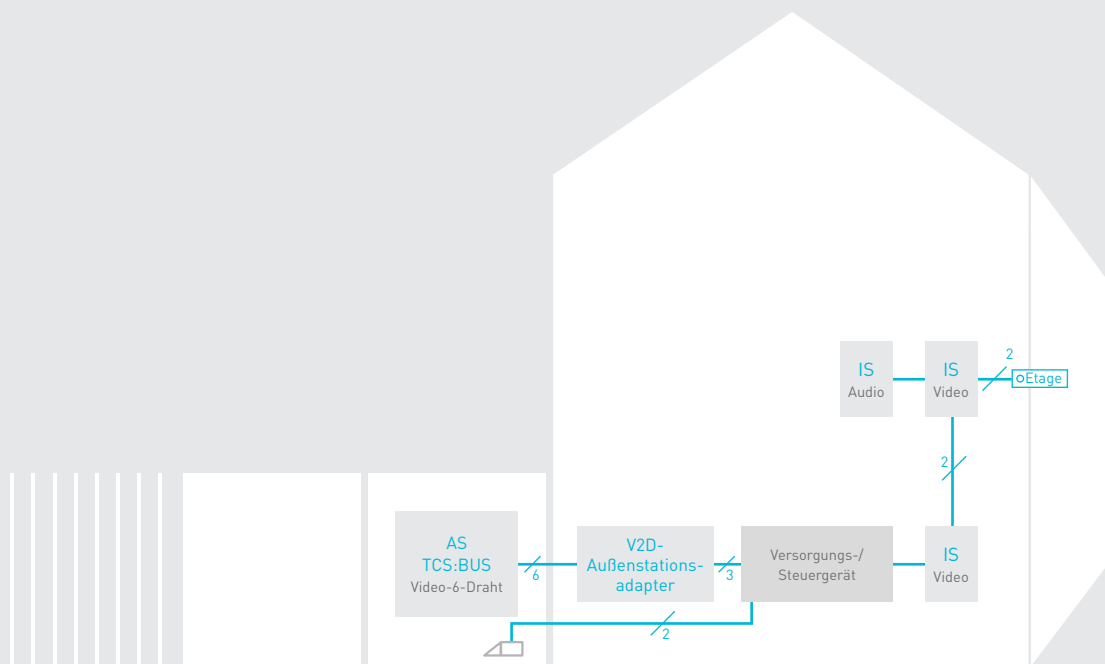 2
IS
Audio
IS
Video
Etage
2
AS
TCS:BUS
Video-6-Draht
6
V2D-
Außenstations-
adapter
3
Versorgungs-/
Steuergerät
IS
Video
2